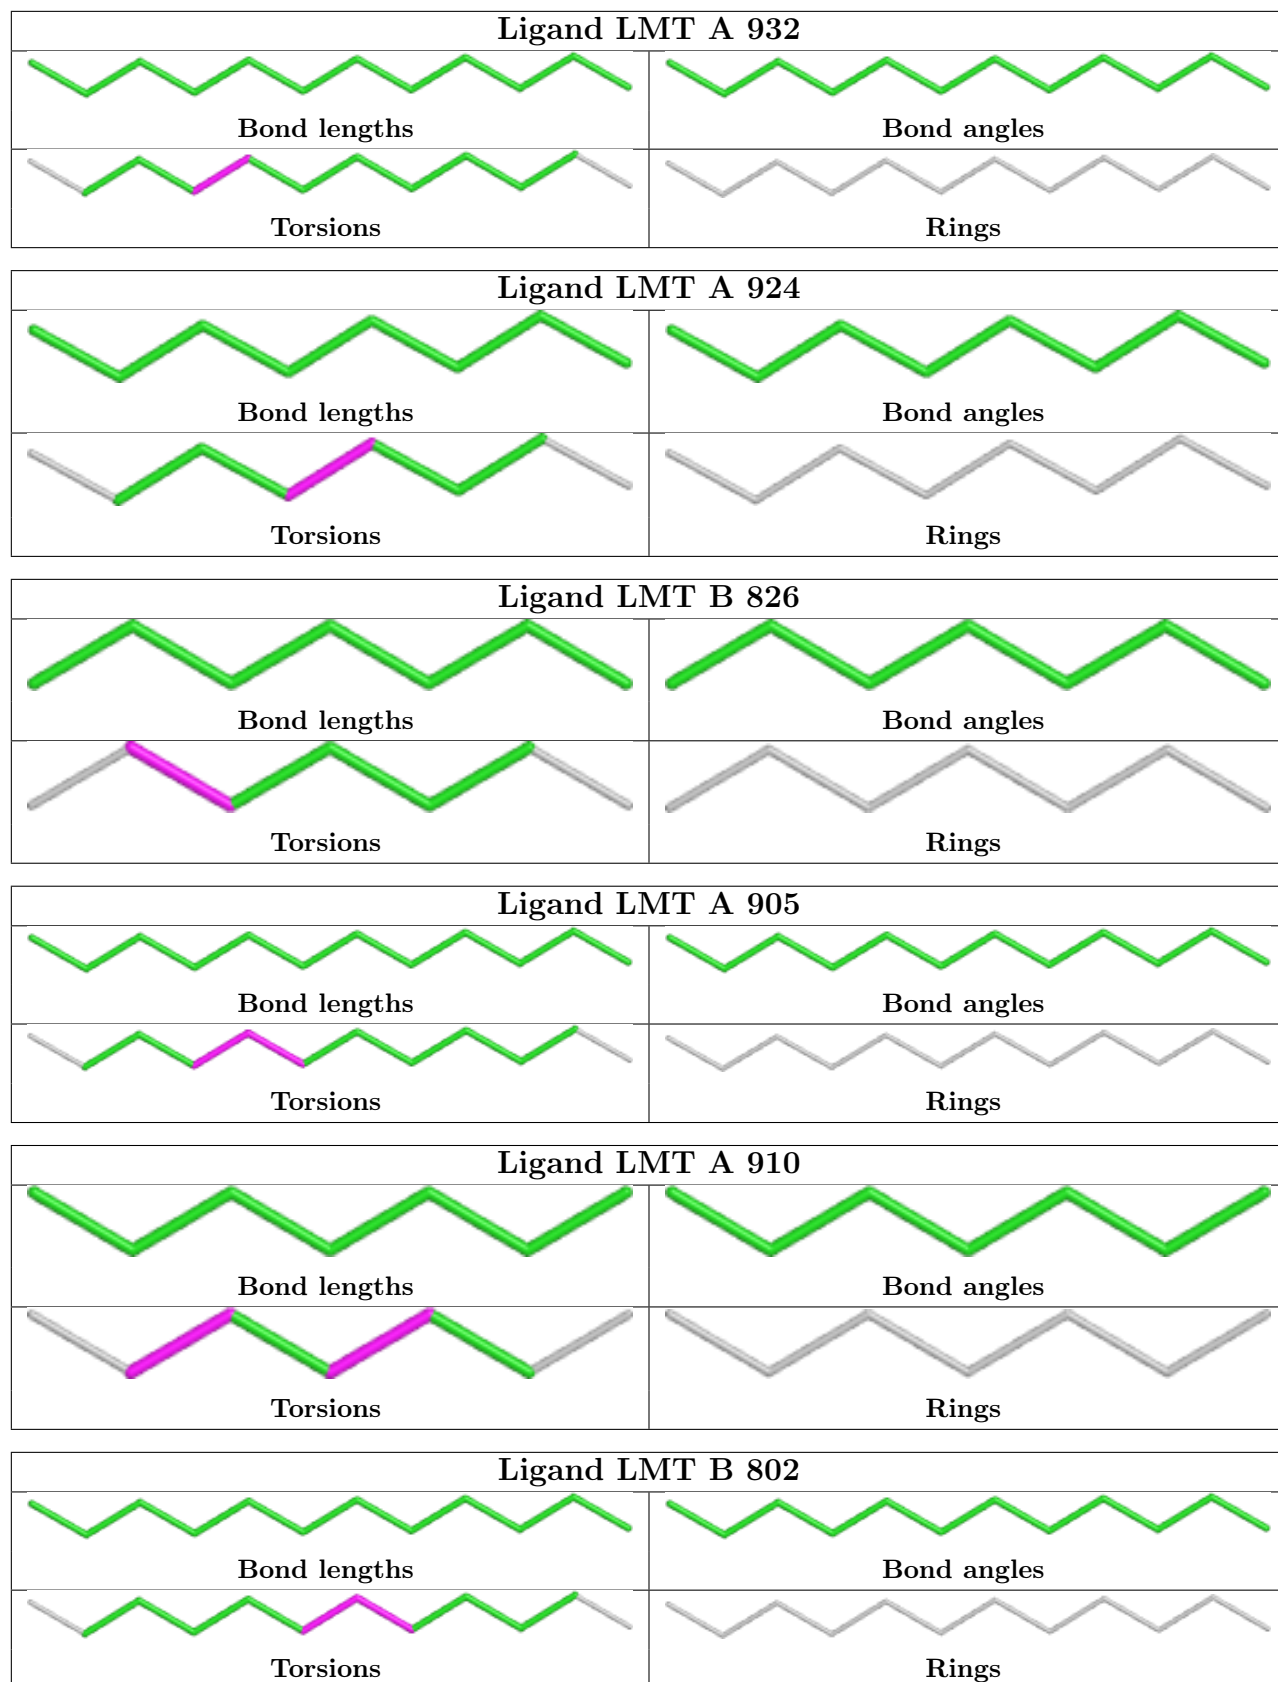 Ligand LMT A 932
Bond lengths
Bond angles
Torsions
Rings
Ligand LMT A 924
Bond lengths
Bond angles
Torsions
Rings
Ligand LMT B 826
Bond lengths
Bond angles
Torsions
Rings
Ligand LMT A 905
Bond lengths
Bond angles
Torsions
Rings
Ligand LMT A 910
Bond lengths
Bond angles
Torsions
Rings
Ligand LMT B 802
Bond lengths
Bond angles
Torsions
Rings